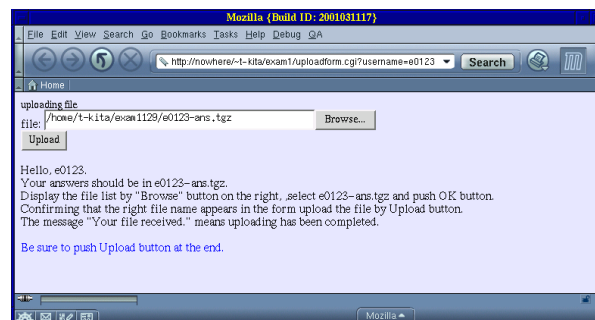 Mozilla {Build ID: 2001031117}
File Edit View Search Go Bookmarks Tasks Help Debug QA
http://nowhere/~t-kita/exam1/uploadform.cgi?username=e0123 Search
Home
uploading file
file: /home/t-kita/exam1129/e0123-ans.tgz Browse...
Upload
Hello, e0123.
Your answers should be in e0123-ans.tgz.
Display the file list by "Browse" button on the right, ,select e0123-ans.tgz and push OK button.
Confirming that the right file name appears in the form upload the file by Upload button.
The message "Your file received." means uploading has been completed.
Be sure to push Upload button at the end.
Mozilla